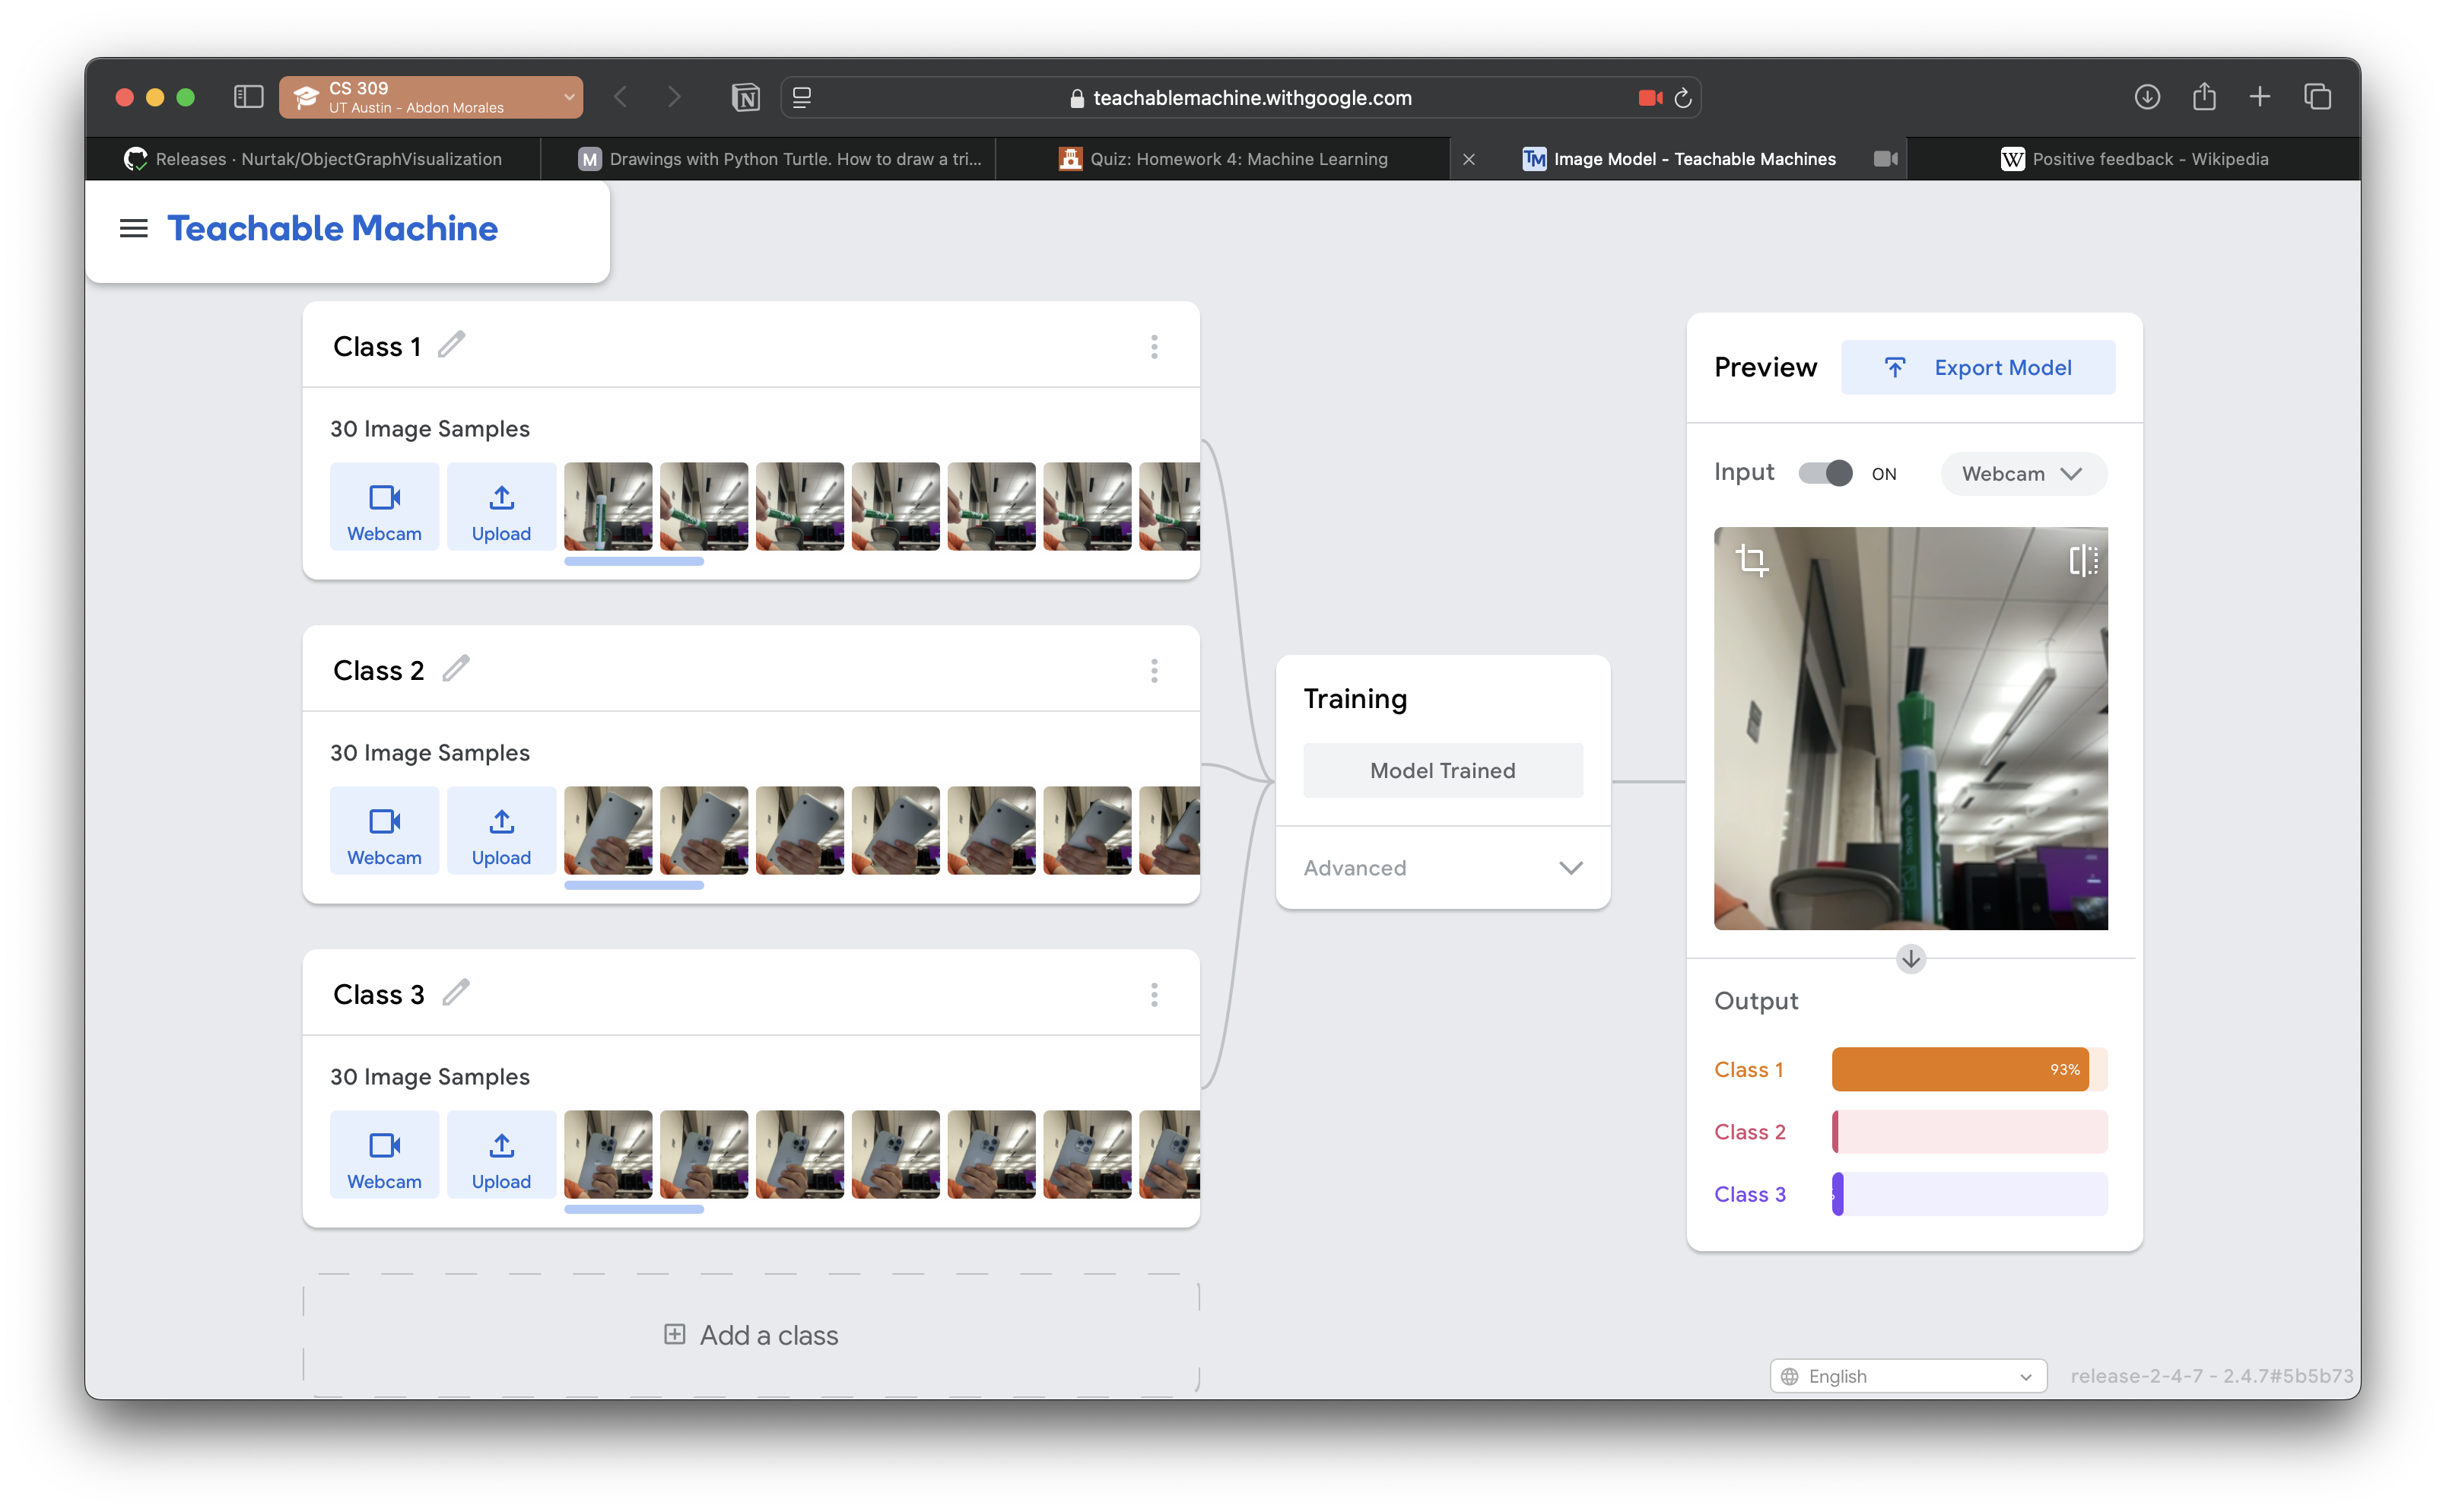 CS 309
UT Austin - Abdon Morales
teachablemachine.withgoogle.com
Releases · Nurtak/ObjectGraphVisualization
M Drawings with Python Turtle. How to draw a tri...
Quiz: Homework 4: Machine Learning
TM Image Model - Teachable Machines
W Positive feedback - Wikipedia
Teachable Machine
Class 1
30 Image Samples
Webcam
Upload
Class 2
30 Image Samples
Webcam
Upload
Class 3
30 Image Samples
Webcam
Upload
Add a class
Training
Model Trained
Advanced
Preview
Export Model
Input
ON
Webcam
Output
Class 1
93%
Class 2
Class 3
English
release-2-4-7 - 2.4.7#5b5b73